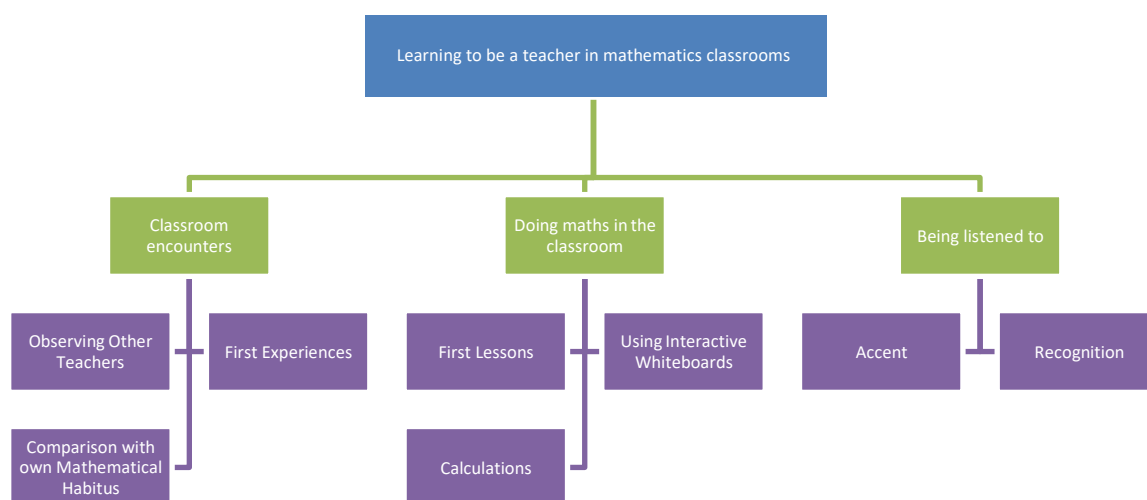 Learning to be a teacher in mathematics classrooms
Classroom
encounters
Doing maths in the
classroom
Being listened to
Observing Other
Teachers
First Experiences
First Lessons
Using Interactive
Whiteboards
Accent
Recognition
Comparison with
own Mathematical
Habitus
Calculations